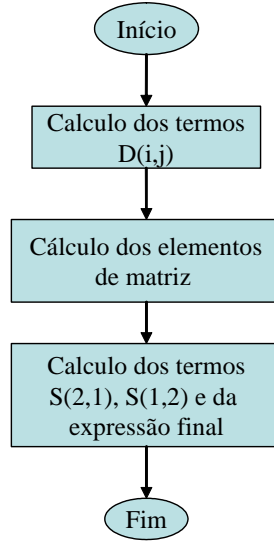 Início
Calculo dos termos
D(i,j)
Cálculo dos elementos
de matriz
Calculo dos termos
S(2,1), S(1,2) e da
expressão final
Fim